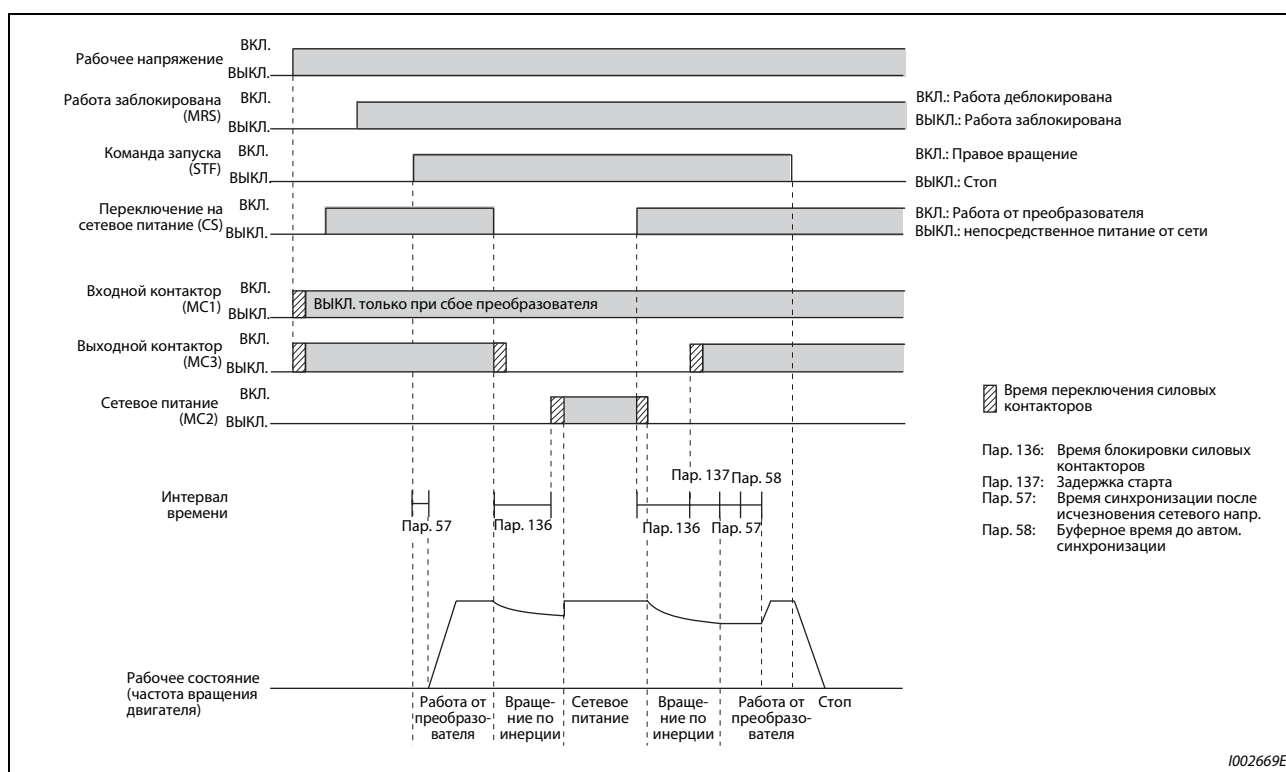 Рабочее напряжение
ВКЛ.
ВЫКЛ.
Работа заблокирована
(MRS)
ВКЛ.
ВЫКЛ.
ВКЛ.: Работа деблокирована
ВЫКЛ.: Работа заблокирована
Команда запуска
(STF)
ВКЛ.
ВЫКЛ.
ВКЛ.: Правое вращение
ВЫКЛ.: Стоп
Переключение на
сетевое питание (CS)
ВКЛ.
ВЫКЛ.
ВКЛ.: Работа от преобразователя
ВЫКЛ.: непосредственное питание от сети
Входной контактор
(MC1)
ВКЛ.
ВЫКЛ.
ВЫКЛ. только при сбое преобразователя
Выходной контактор
(MC3)
ВКЛ.
ВЫКЛ.
Сетевое питание
(MC2)
ВКЛ.
ВЫКЛ.
Время переключения силовых
контакторов
Пар. 136: Время блокировки силовых
контакторов
Пар. 137: Задержка старта
Пар. 57: Время синхронизации после
исчезновения сетевого напр.
Пар. 58: Буферное время до автом.
синхронизации
Интервал
времени
Пар. 137
Пар. 58
Пар. 57
Пар. 136
Пар. 136
Пар. 57
Рабочее состояние
(частота вращения
двигателя)
Работа от
преобразо-
вателя
Враще-
ние по
инерции
Сетевое
питание
Враще-
ние по
инерции
Работа от
преобразо-
вателя
Стоп
I002669E